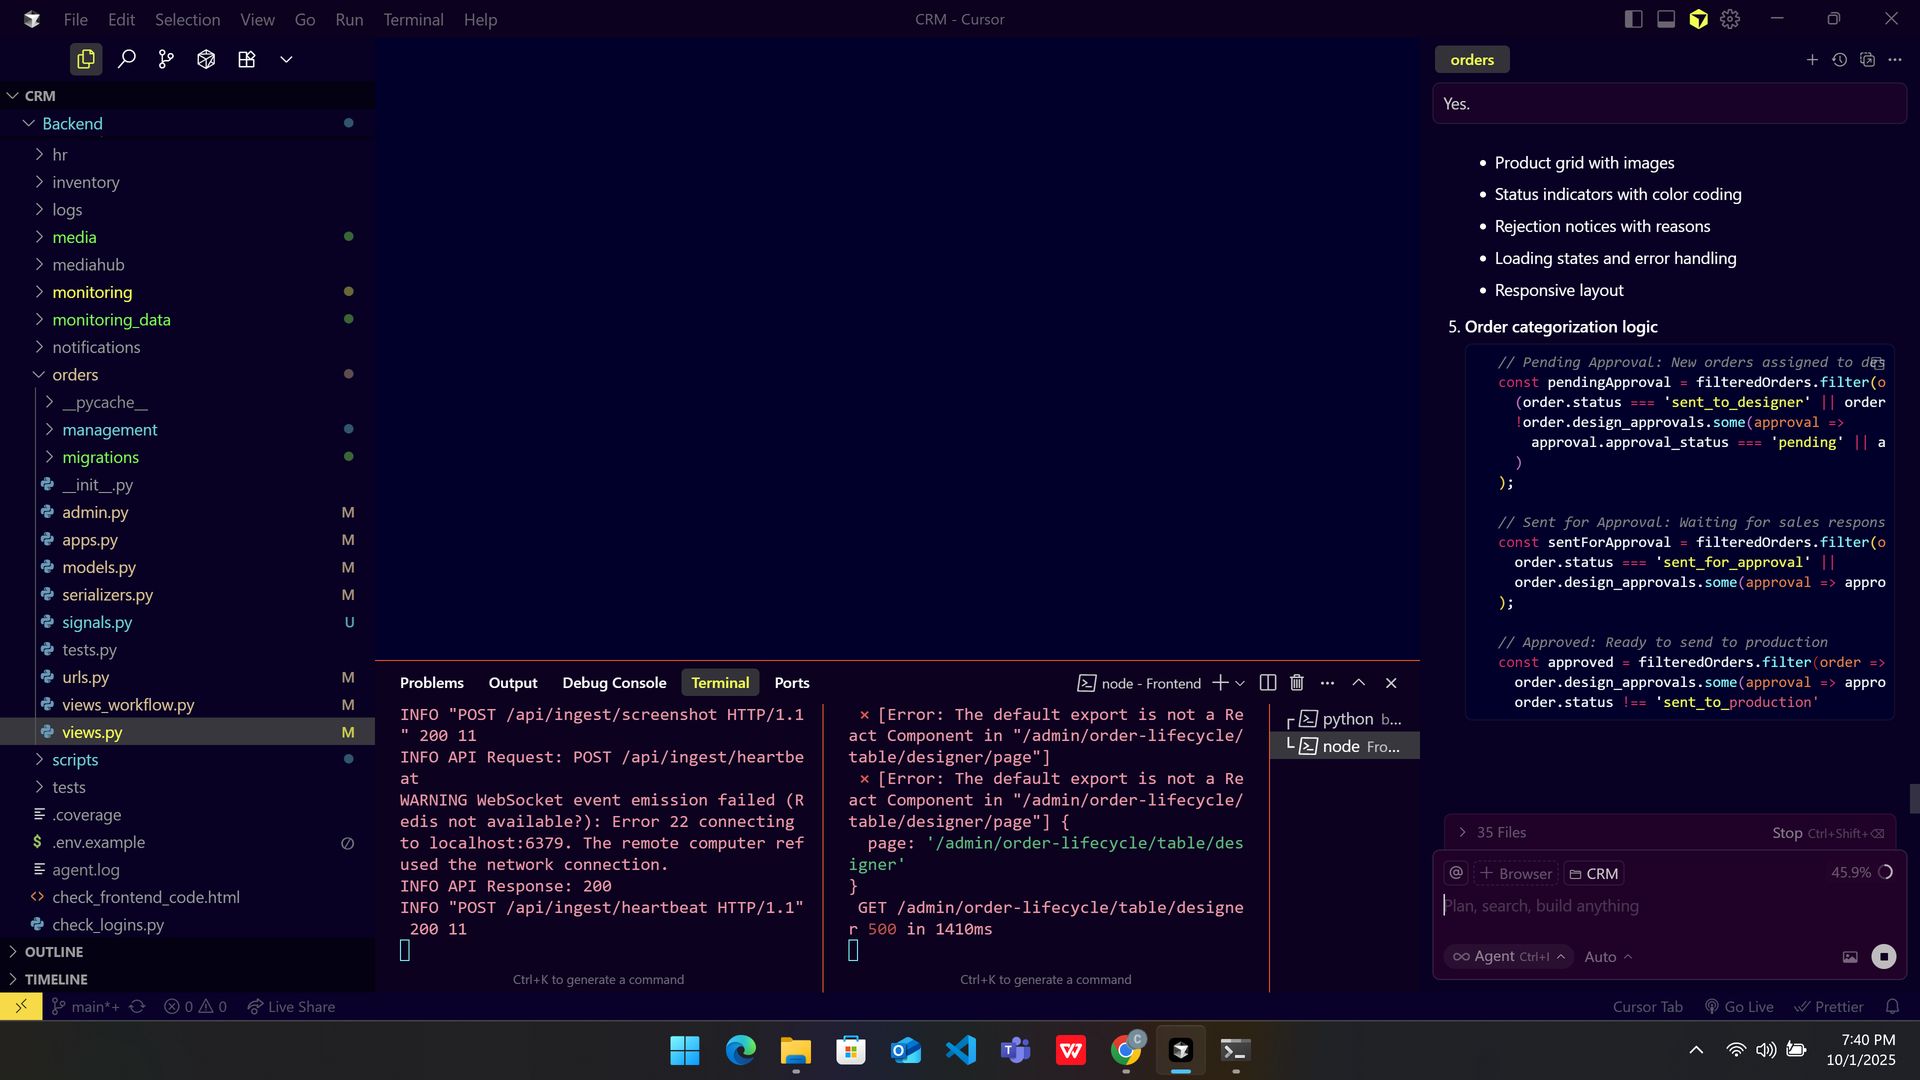 File Edit Selection View Go Run Terminal Help
CRM - Cursor
CRM
Backend
hr
inventory
logs
media
mediahub
monitoring
monitoring_data
notifications
orders
__pycache__
management
migrations
__init__.py
admin.py M
apps.py M
models.py M
serializers.py M
signals.py U
tests.py
urls.py M
views_workflow.py M
views.py M
scripts
tests
.coverage
.env.example
agent.log
check_frontend_code.html
check_logins.py
OUTLINE
TIMELINE
Problems Output Debug Console Terminal Ports
node - Frontend
INFO "POST /api/ingest/screenshot HTTP/1.1
" 200 11
INFO API Request: POST /api/ingest/heartbe
at
WARNING WebSocket event emission failed (R
edis not available?): Error 22 connecting
to localhost:6379. The remote computer ref
used the network connection.
INFO API Response: 200
INFO "POST /api/ingest/heartbeat HTTP/1.1"
200 11
Ctrl+K to generate a command
⨯ [Error: The default export is not a Re
act Component in "/admin/order-lifecycle/
table/designer/page"]
⨯ [Error: The default export is not a Re
act Component in "/admin/order-lifecycle/
table/designer/page"] {
page: '/admin/order-lifecycle/table/des
igner'
}
GET /admin/order-lifecycle/table/designe
r 500 in 1410ms
Ctrl+K to generate a command
python b...
node Fro...
orders
Yes.
• Product grid with images
• Status indicators with color coding
• Rejection notices with reasons
• Loading states and error handling
• Responsive layout
5. Order categorization logic
// Pending Approval: New orders assigned to des
const pendingApproval = filteredOrders.filter(o
(order.status === 'sent_to_designer' || order
!order.design_approvals.some(approval =>
approval.approval_status === 'pending' || a
)
);
// Sent for Approval: Waiting for sales respons
const sentForApproval = filteredOrders.filter(o
order.status === 'sent_for_approval' ||
order.design_approvals.some(approval => appro
);
// Approved: Ready to send to production
const approved = filteredOrders.filter(order =>
order.design_approvals.some(approval => appro
order.status !== 'sent_to_production'
35 Files
Stop Ctrl+Shift+⌫
@ + Browser CRM 45.9%
Plan, search, build anything
Agent Ctrl+I Auto
main*+ 0 0 Live Share
Cursor Tab Go Live Prettier
7:40 PM
10/1/2025